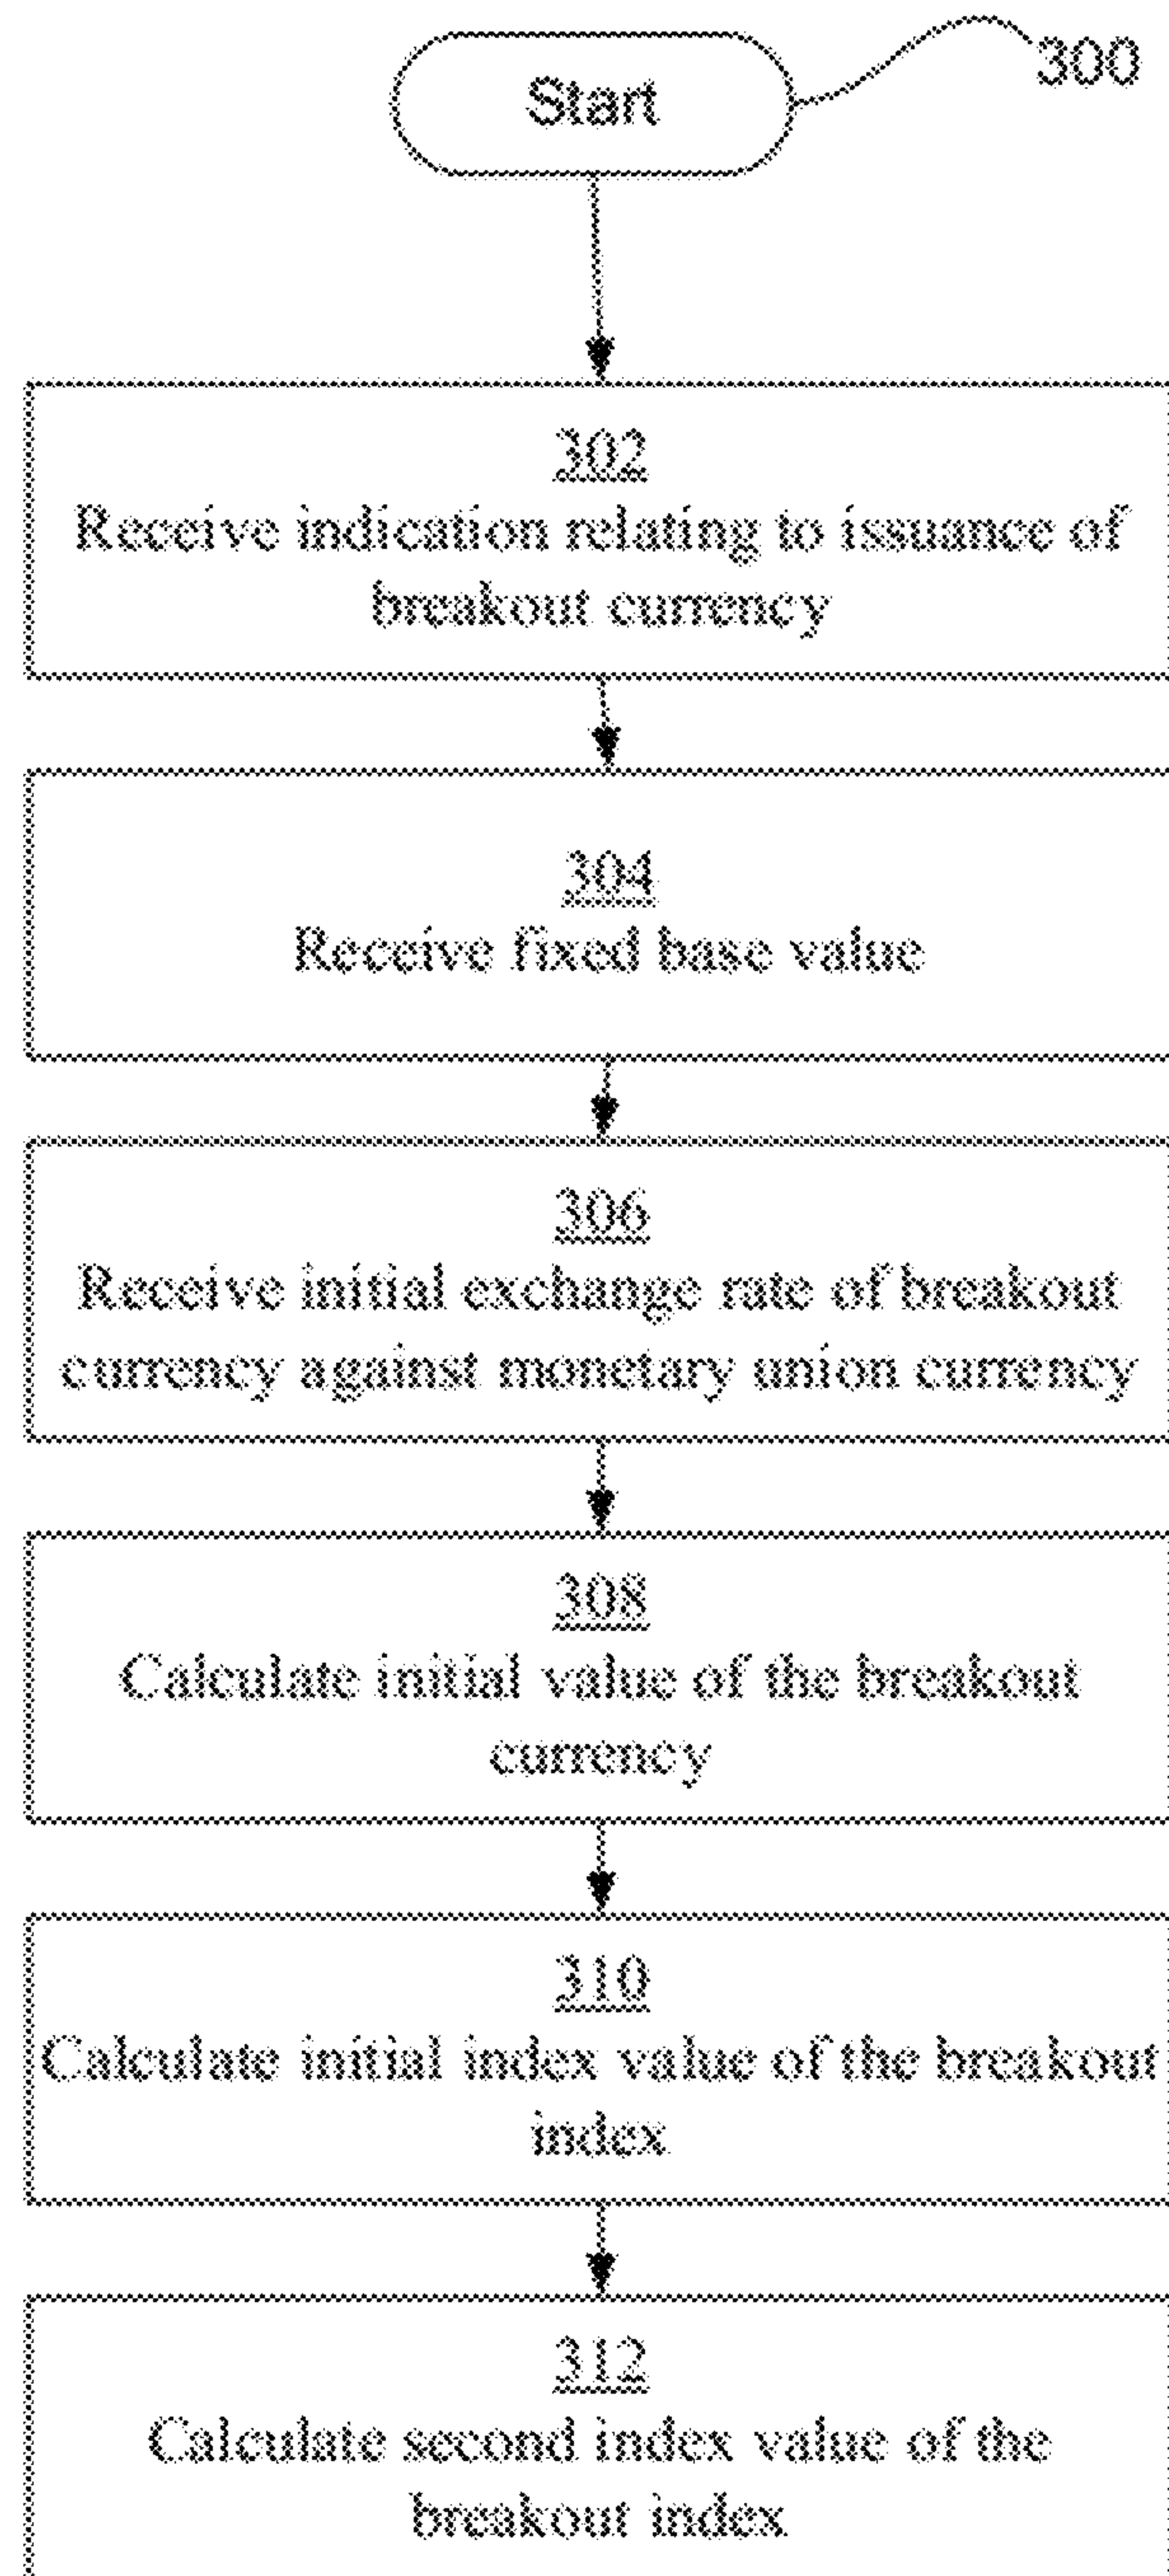 Start
300
302
Receive indication relating to issuance of
breakout currency
304
Receive fixed base value
306
Receive initial exchange rate of breakout
currency against monetary union currency
308
Calculate initial value of the breakout
currency
310
Calculate initial index value of the breakout
index
312
Calculate second index value of the
breakout index